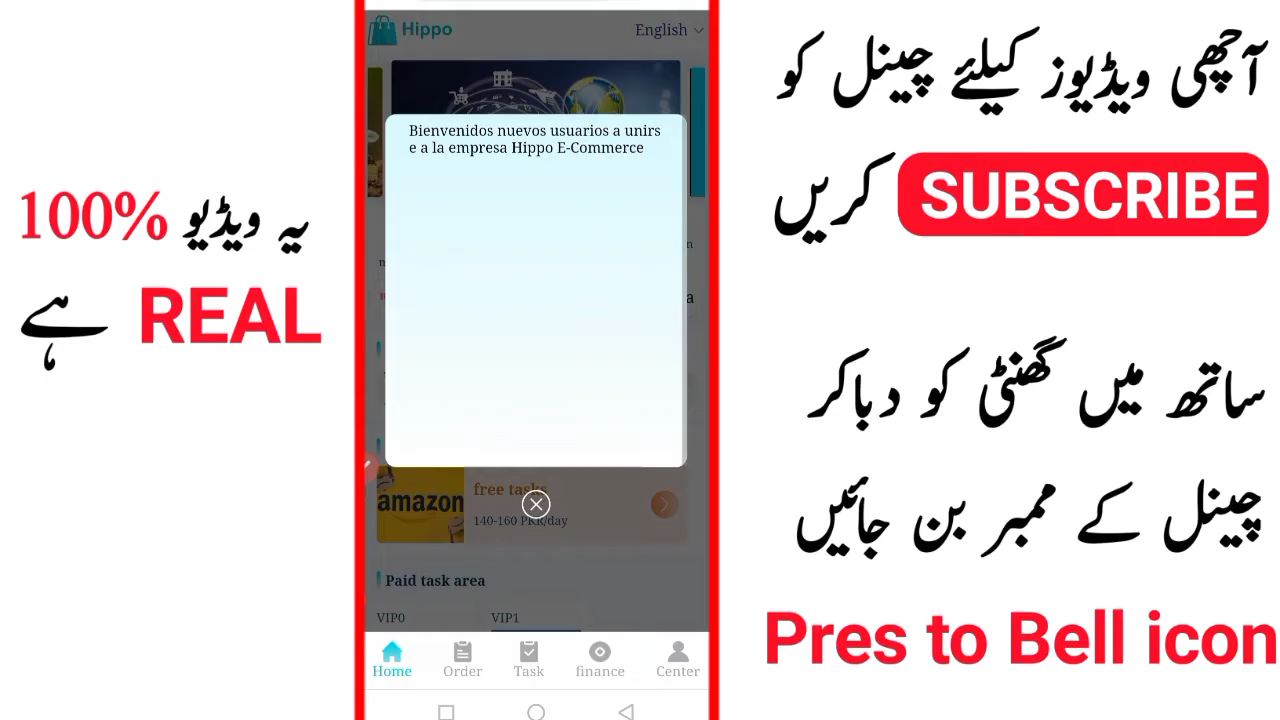 یہ ویڈیو 100%
REAL ہے
Hippo
English
Bienvenidos nuevos usuarios a unirs
e a la empresa Hippo E-Commerce
n
a
amazon
free tasks
140-160 PKR/day
Paid task area
VIP0 VIP1
Home Order Task finance Center
آچھی ویڈیوز کیلئے چینل کو
SUBSCRIBE کریں
ساتھ میں گھنٹی کو دباکر
چینل کے ممبر بن جائیں
Pres to Bell icon